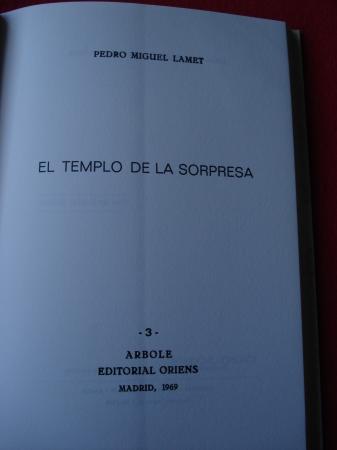 PEDRO MIGUEL LAMET
EL TEMPLO DE LA SORPRESA
- 3 -
ARBOLE
EDITORIAL ORIENS
MADRID, 1969